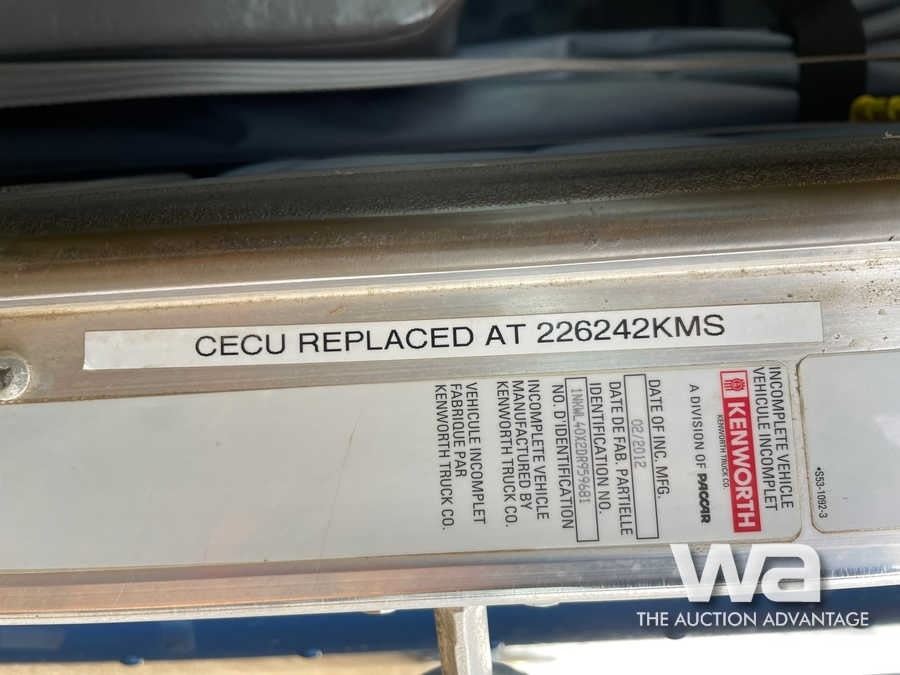 CECU REPLACED AT 226242KMS
INCOMPLETE VEHICLE
VEHICULE INCOMPLET
KENWORTH
KENWORTH TRUCK CO.
A DIVISION OF PACCAR
DATE OF INC. MFG.
02/2012
DATE DE FAB. PARTIELLE
IDENTIFICATION NO.
1NKWL40X2DR959681
NO. D'IDENTIFICATION
INCOMPLETE VEHICLE
MANUFACTURED BY
KENWORTH TRUCK CO.
VEHICULE INCOMPLET
FABRIQUE PAR
KENWORTH TRUCK CO.
•S53-1092-3
wa
THE AUCTION ADVANTAGE